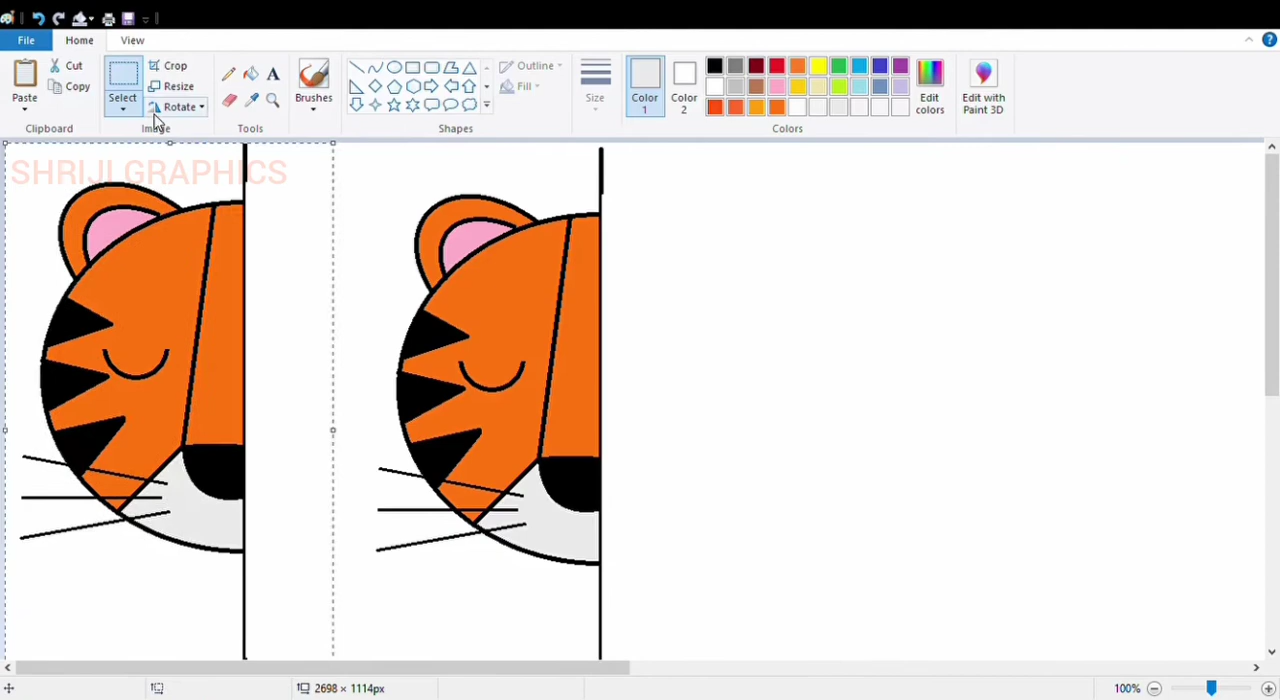 File Home View
Paste
Cut
Copy
Clipboard
Select
Crop
Resize
Rotate
Image
A
Tools
Brushes
Shapes
Outline
Fill
Size
Color 1
Color 2
Colors
Edit colors
Edit with Paint 3D
SHRIJI GRAPHICS
2698 × 1114px
100%